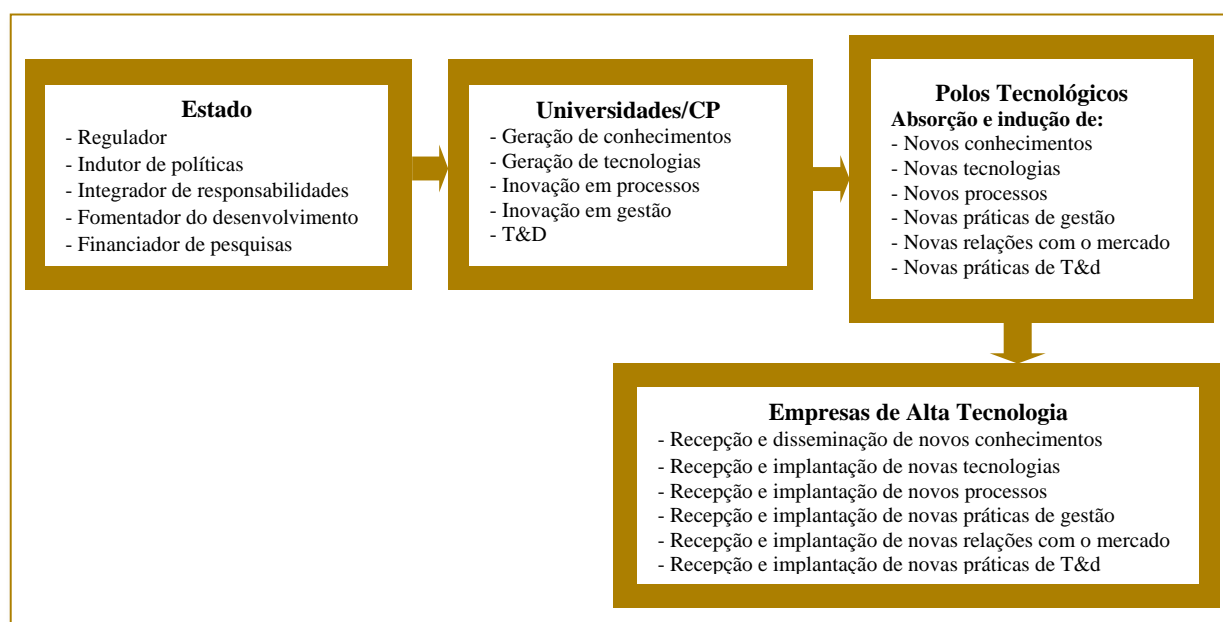 Estado
- Regulador
- Indutor de políticas
- Integrador de responsabilidades
- Fomentador do desenvolvimento
- Financiador de pesquisas
Universidades/CP
- Geração de conhecimentos
- Geração de tecnologias
- Inovação em processos
- Inovação em gestão
- T&D
Polos Tecnológicos
Absorção e indução de:
- Novos conhecimentos
- Novas tecnologias
- Novos processos
- Novas práticas de gestão
- Novas relações com o mercado
- Novas práticas de T&d
Empresas de Alta Tecnologia
- Recepção e disseminação de novos conhecimentos
- Recepção e implantação de novas tecnologias
- Recepção e implantação de novos processos
- Recepção e implantação de novas práticas de gestão
- Recepção e implantação de novas relações com o mercado
- Recepção e implantação de novas práticas de T&d